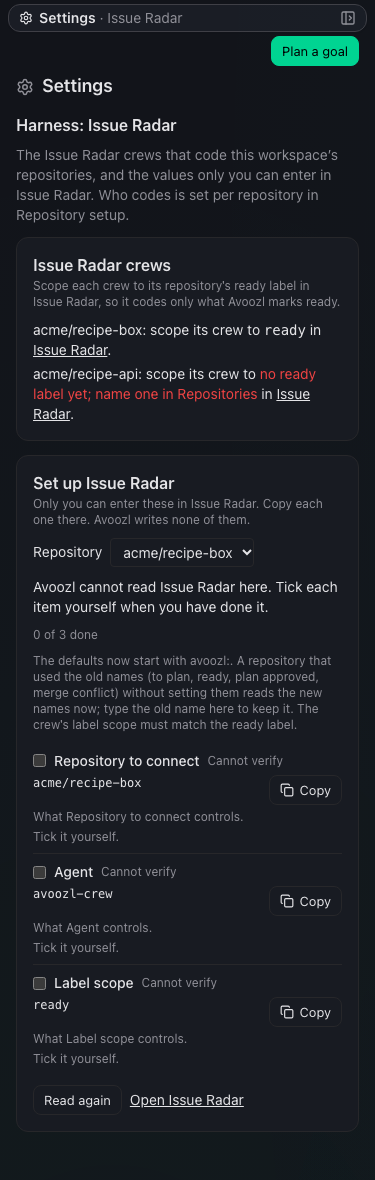 Settings · Issue Radar
Plan a goal
Settings
Harness: Issue Radar
The Issue Radar crews that code this workspace's
repositories, and the values only you can enter in
Issue Radar. Who codes is set per repository in
Repository setup.
Issue Radar crews
Scope each crew to its repository's ready label in
Issue Radar, so it codes only what Avoozl marks ready.
acme/recipe-box: scope its crew to ready in
Issue Radar.
acme/recipe-api: scope its crew to no ready
label yet; name one in Repositories in Issue
Radar.
Set up Issue Radar
Only you can enter these in Issue Radar. Copy each
one there. Avoozl writes none of them.
Repository acme/recipe-box
Avoozl cannot read Issue Radar here. Tick each
item yourself when you have done it.
0 of 3 done
The defaults now start with avoozl:. A repository that
used the old names (to plan, ready, plan approved,
merge conflict) without setting them reads the new
names now; type the old name here to keep it. The
crew's label scope must match the ready label.
Repository to connect Cannot verify
acme/recipe-box
Copy
What Repository to connect controls.
Tick it yourself.
Agent Cannot verify
avoozl-crew
Copy
What Agent controls.
Tick it yourself.
Label scope Cannot verify
ready
Copy
What Label scope controls.
Tick it yourself.
Read again Open Issue Radar